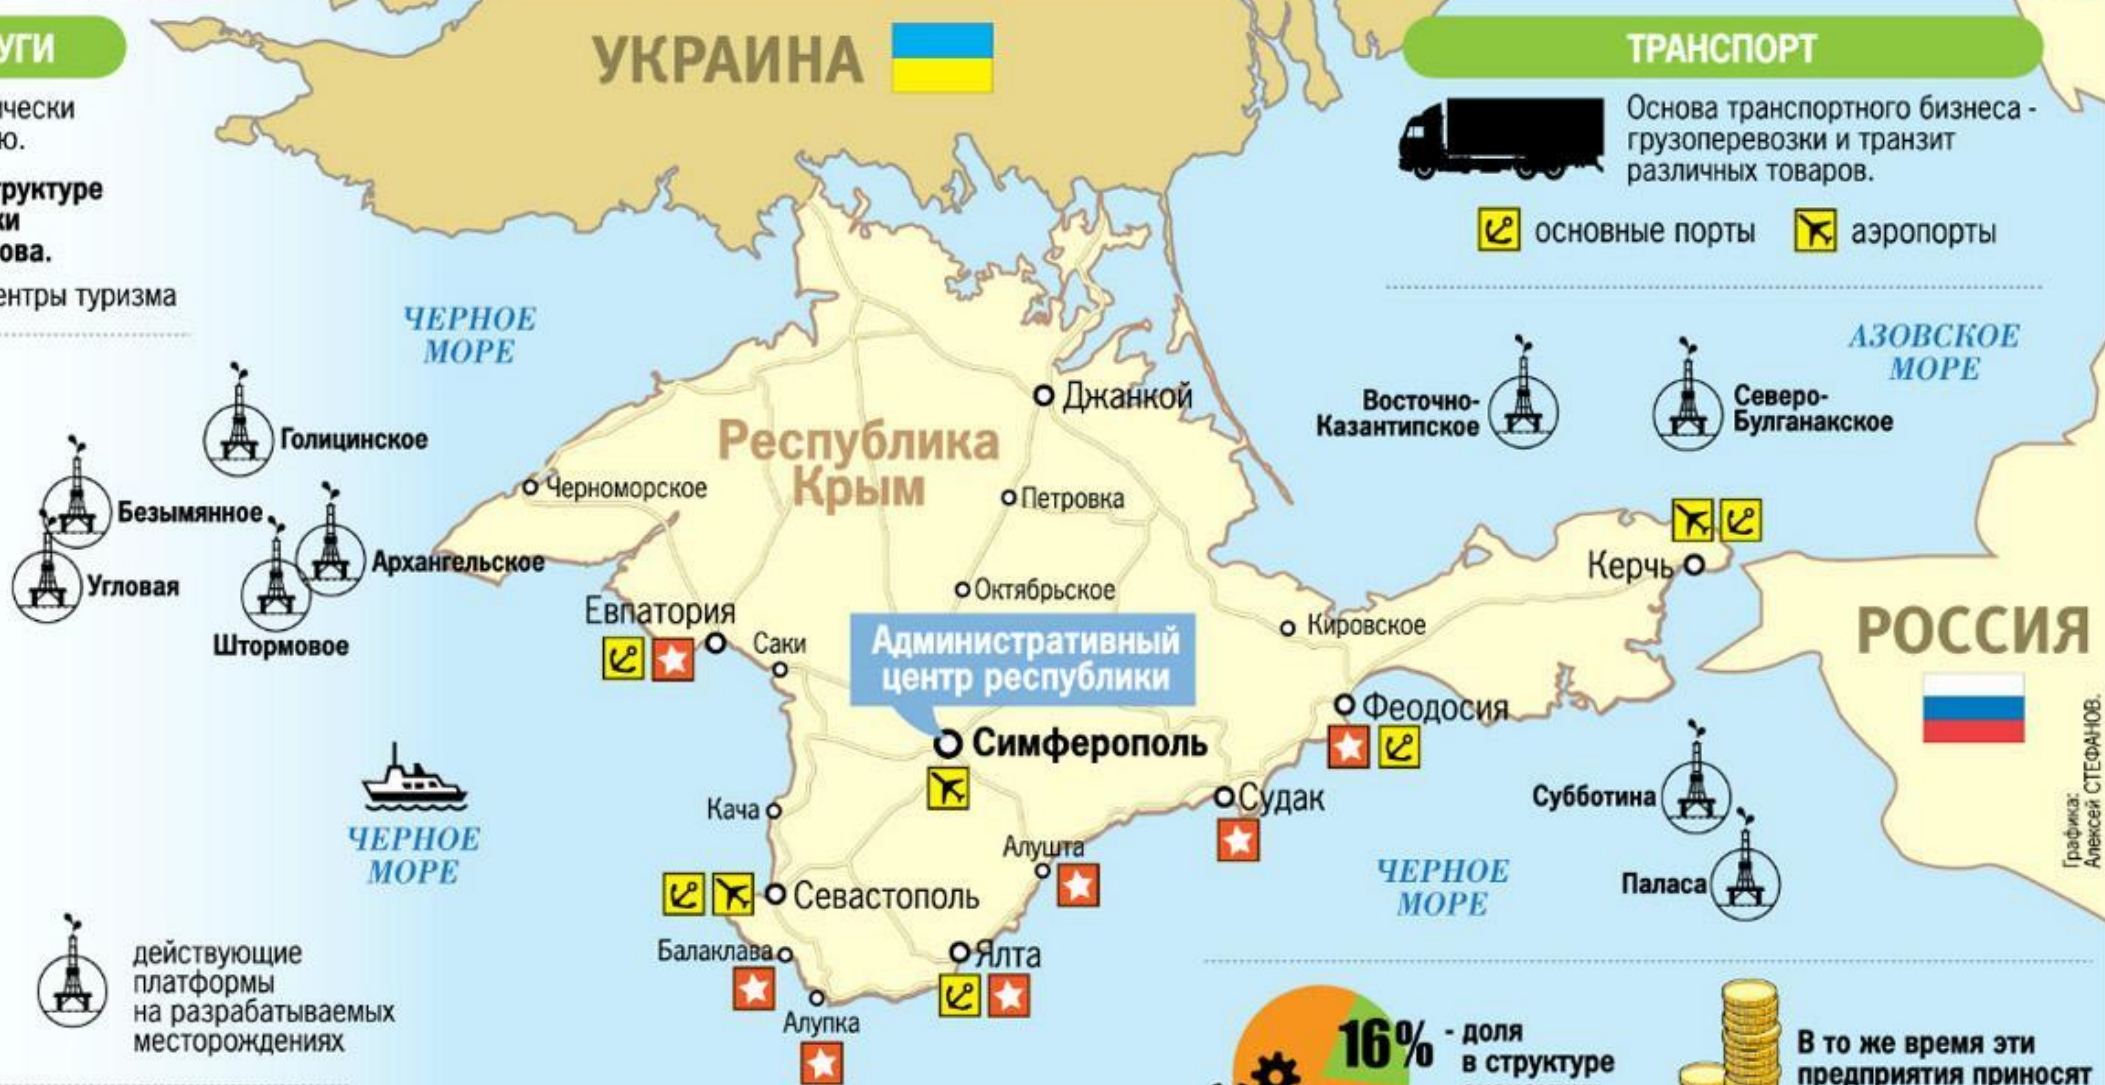 УГИ
ю.
труктуре
ки
ова.
ентры туризма
УКРАИНА
ТРАНСПОРТ
Основа транспортного бизнеса -
грузоперевозки и транзит
различных товаров.
основные порты
аэропорты
ЧЕРНОЕ
МОРЕ
АЗОВСКОЕ
МОРЕ
Восточно-
Казантипское
Северо-
Булганакское
Голицинское
Безымянное
Архангельское
Угловая
Штормовое
Республика
Крым
Джанкой
Черноморское
Петровка
Октябрьское
Керчь
Кировское
Евпатория
Саки
Административный
центр республики
Симферополь
Феодосия
РОССИЯ
Судак
Кача
Алушта
Севастополь
Балаклава
Ялта
Алупка
Субботина
Паласа
ЧЕРНОЕ
МОРЕ
ЧЕРНОЕ
МОРЕ
Графика:
Алексей СТЕФАНОВ.
действующие
платформы
на разрабатываемых
месторождениях
16% - доля
в структуре
В то же время эти
предприятия приносят